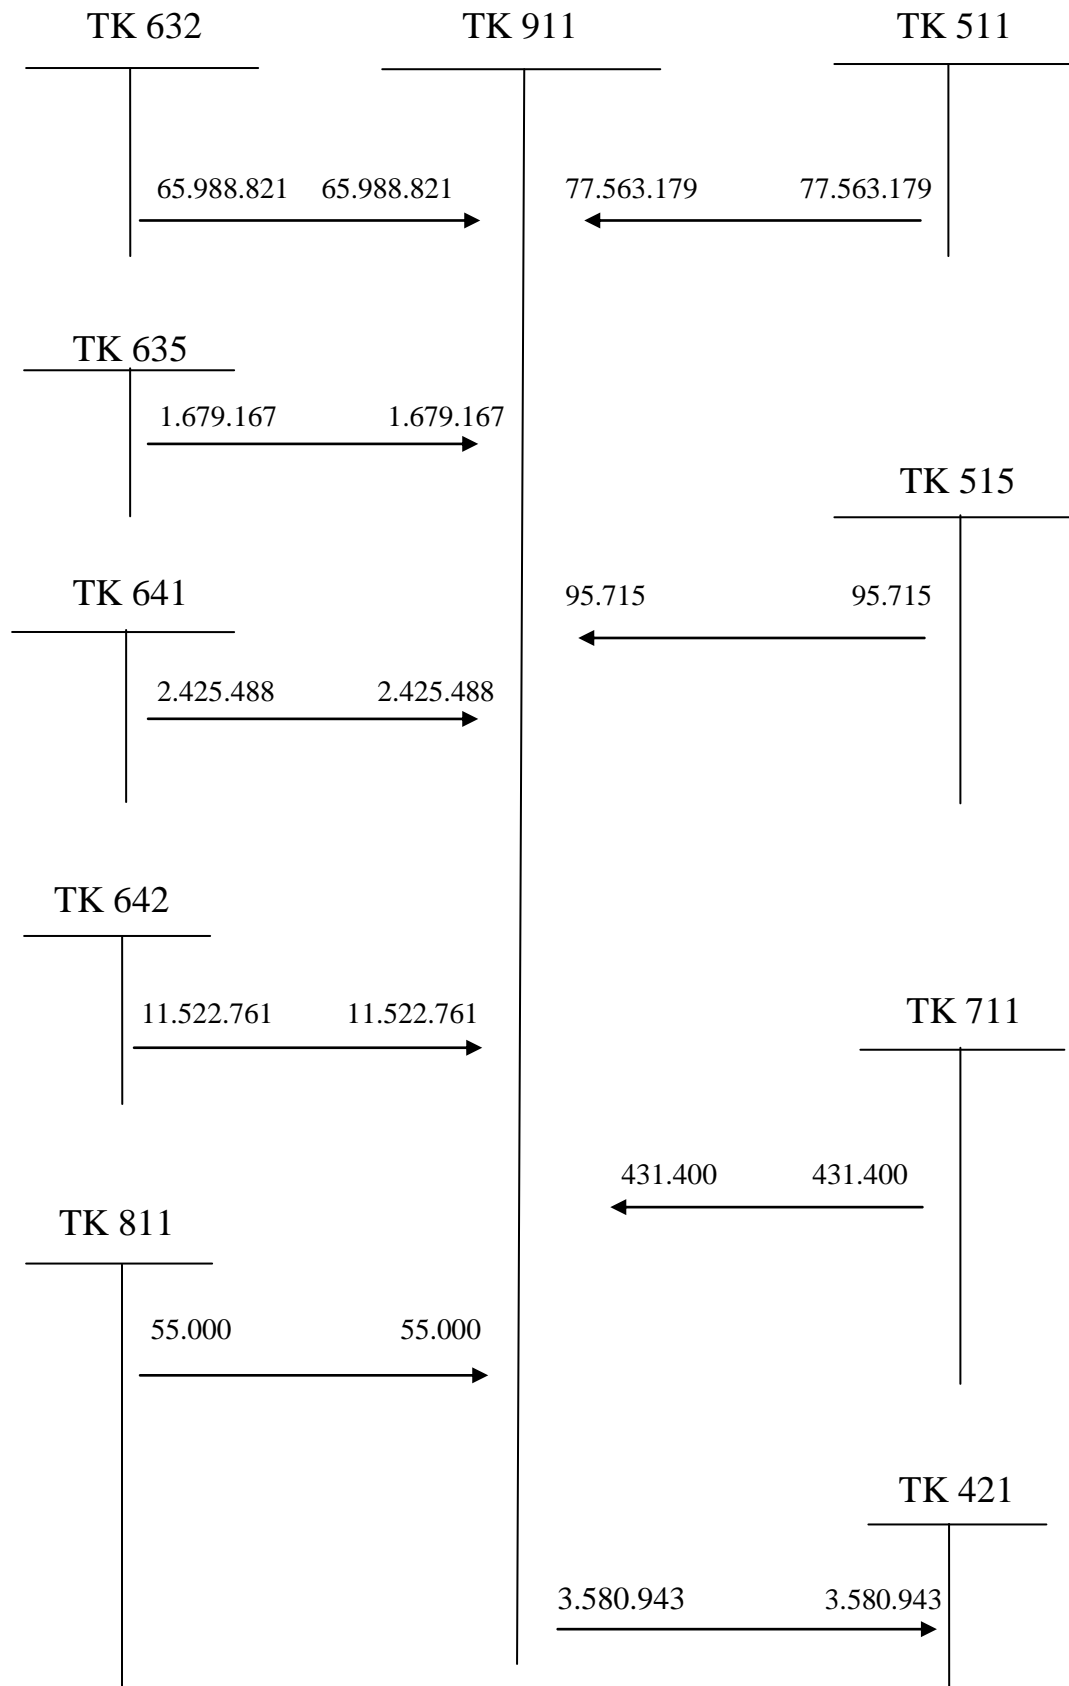 TK 632 TK 911 TK 511
65.988.821 65.988.821 77.563.179 77.563.179
TK 635
1.679.167 1.679.167
TK 515
TK 641 95.715 95.715
2.425.488 2.425.488
TK 642
11.522.761 11.522.761 TK 711
431.400 431.400
TK 811
55.000 55.000
TK 421
3.580.943 3.580.943